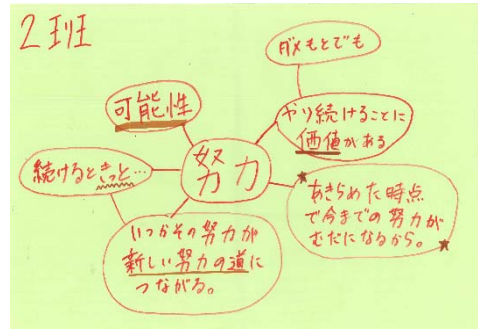 2班
ダメもとでも
可能性
やり続けることに
価値がある
努力
続けるときっと…
あきらめた時点
で今までの努力が
むだになるから。
いつかその努力が
新しい努力の道に
つながる。